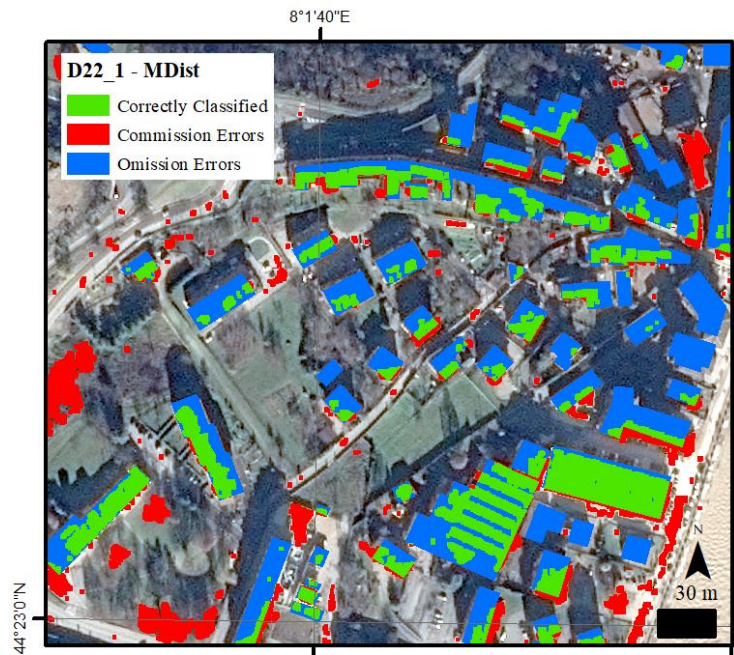 8°1'40"E
D22_1 - MDist
Correctly Classified
Commission Errors
Omission Errors
N
30 m
44°23'0"N